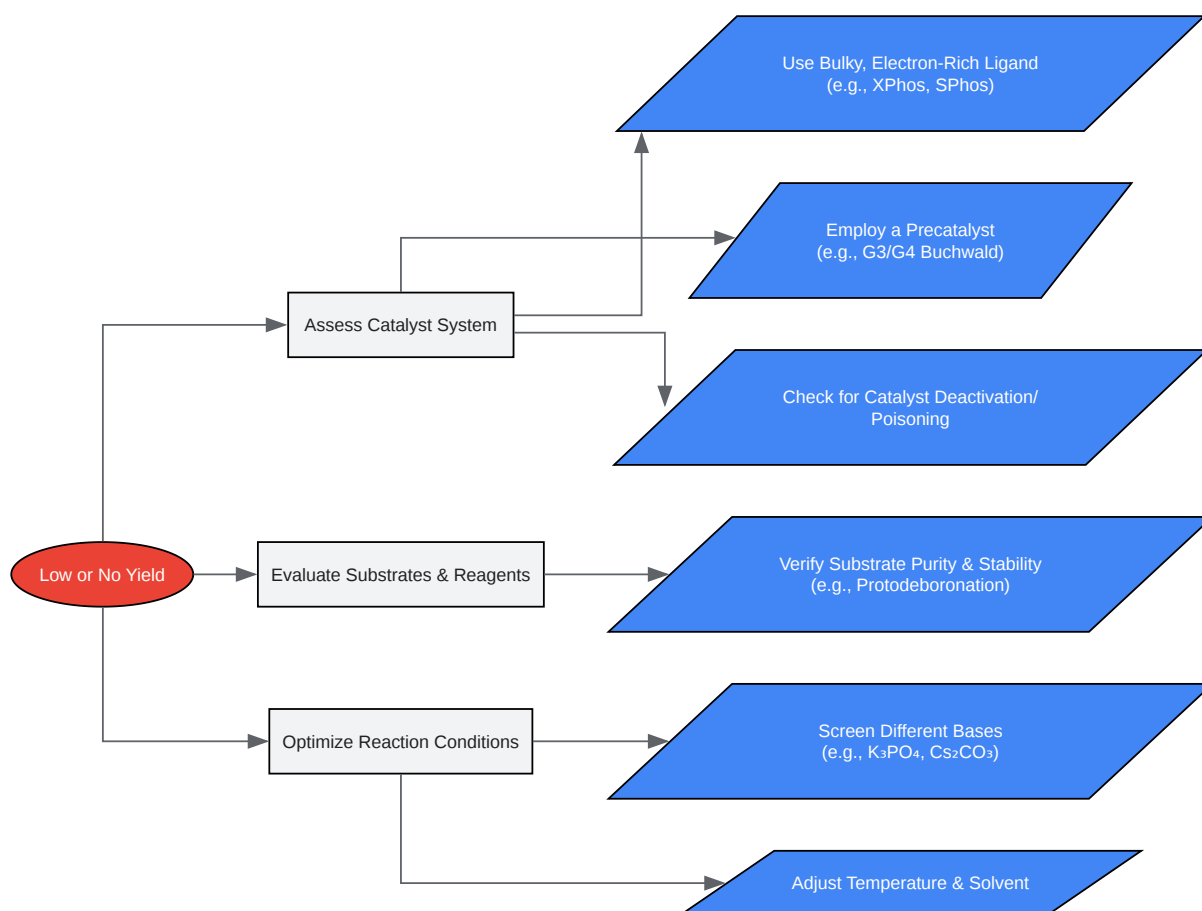 Use Bulky, Electron-Rich Ligand
(e.g., XPhos, SPhos)
Employ a Precatalyst
(e.g., G3/G4 Buchwald)
Assess Catalyst System
Check for Catalyst Deactivation/
Poisoning
Low or No Yield
Evaluate Substrates & Reagents
Verify Substrate Purity & Stability
(e.g., Protodeboronation)
Optimize Reaction Conditions
Screen Different Bases
(e.g., K₃PO₄, Cs₂CO₃)
Adjust Temperature & Solvent